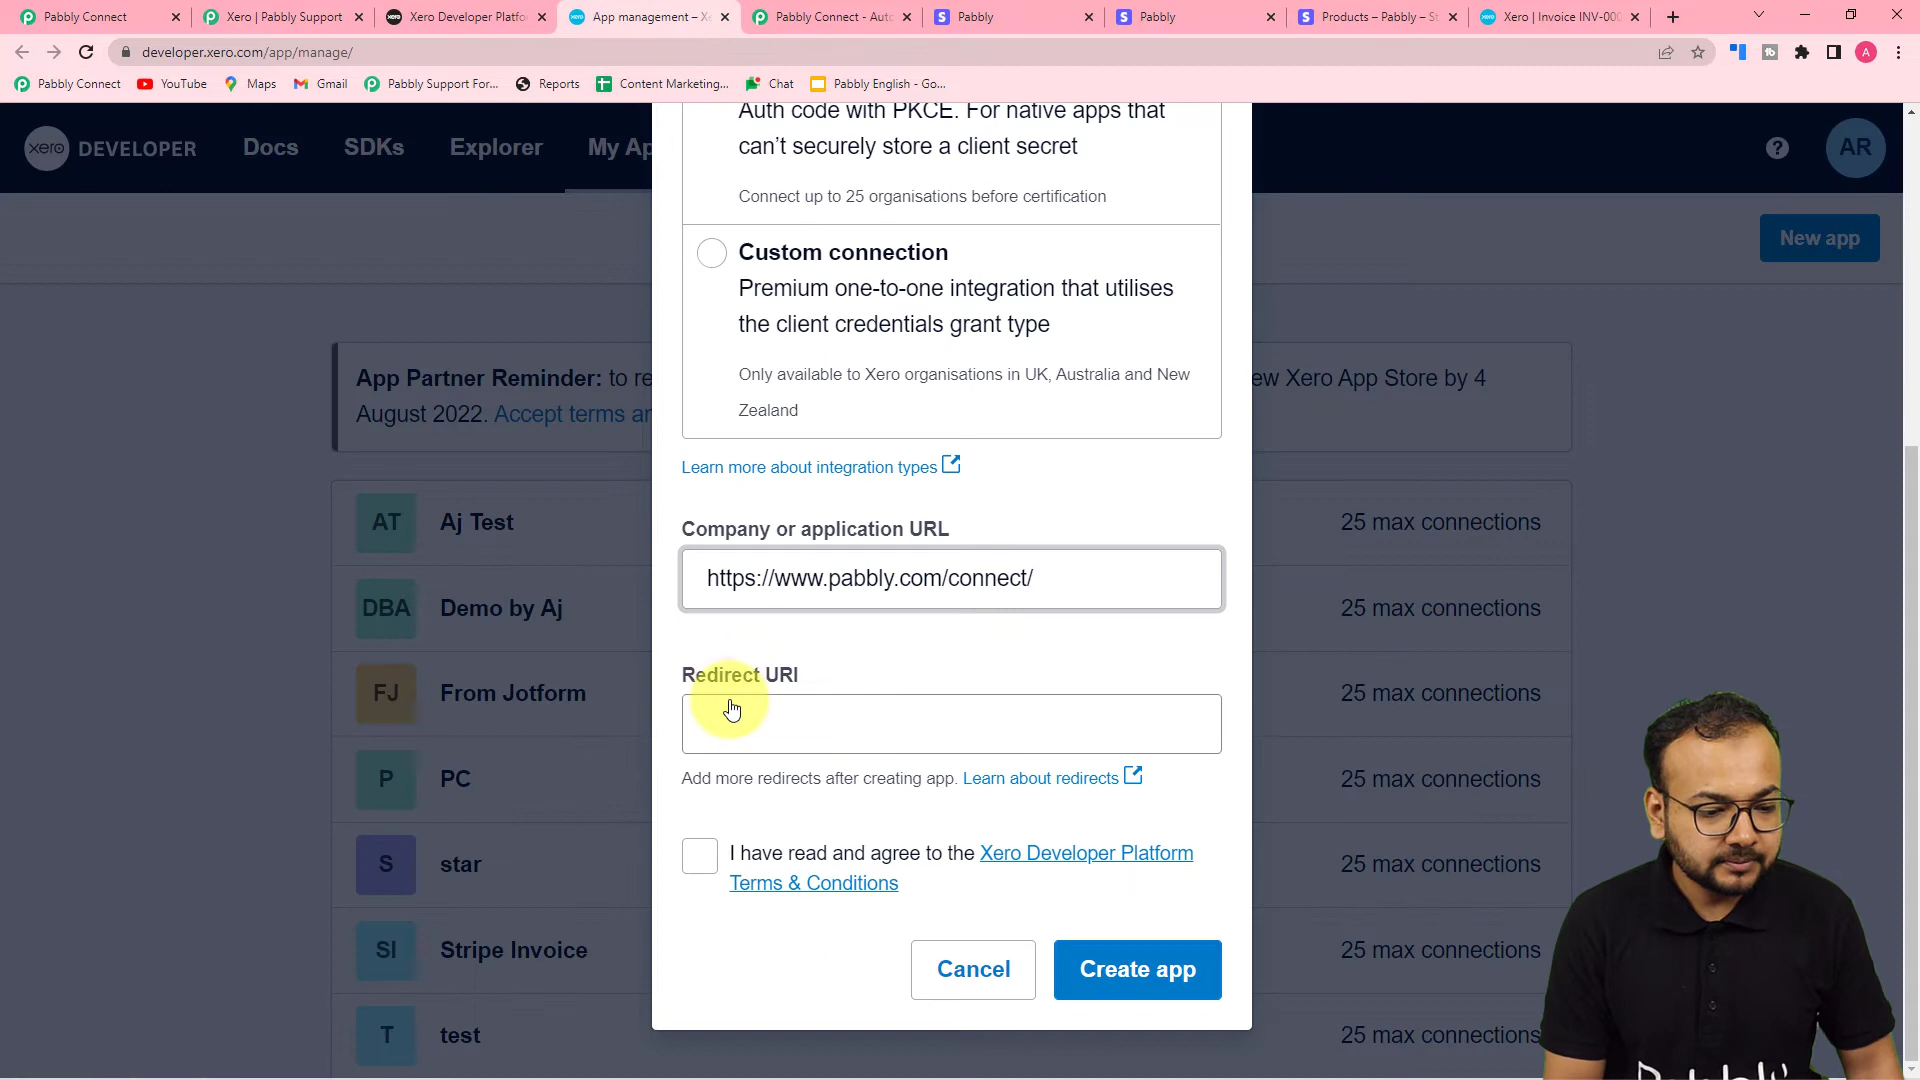 Pabbly Connect
Xero | Pabbly Support
Xero Developer Platfo
App management – Xe
Pabbly Connect - Auto
Pabbly
Pabbly
Products – Pabbly – St
Xero | Invoice INV-000
developer.xero.com/app/manage/
A
Pabbly Connect
YouTube
Maps
Gmail
Pabbly Support For...
Reports
Content Marketing...
Chat
Pabbly English - Go...
xero DEVELOPER
Docs
SDKs
Explorer
My Ap
?
AR
New app
App Partner Reminder: to re
ew Xero App Store by 4
August 2022. Accept terms an
AT Aj Test 25 max connections
DBA Demo by Aj 25 max connections
FJ From Jotform 25 max connections
P PC 25 max connections
S star 25 max connections
SI Stripe Invoice 25 max connections
T test 25 max connections
Auth code with PKCE. For native apps that
can’t securely store a client secret
Connect up to 25 organisations before certification
Custom connection
Premium one-to-one integration that utilises
the client credentials grant type
Only available to Xero organisations in UK, Australia and New
Zealand
Learn more about integration types
Company or application URL
https://www.pabbly.com/connect/
Redirect URI
Add more redirects after creating app. Learn about redirects
I have read and agree to the Xero Developer Platform
Terms & Conditions
Cancel
Create app
Pabbly